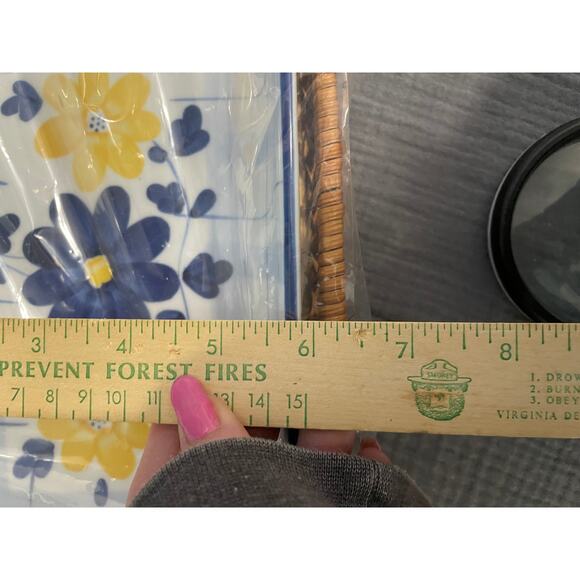 3 4 5 6 7 8
PREVENT FOREST FIRES
SMOKEY
1. DROW
2. BURN
3. OBEY
VIRGINIA DE
7 8 9 10 11 13 14 15